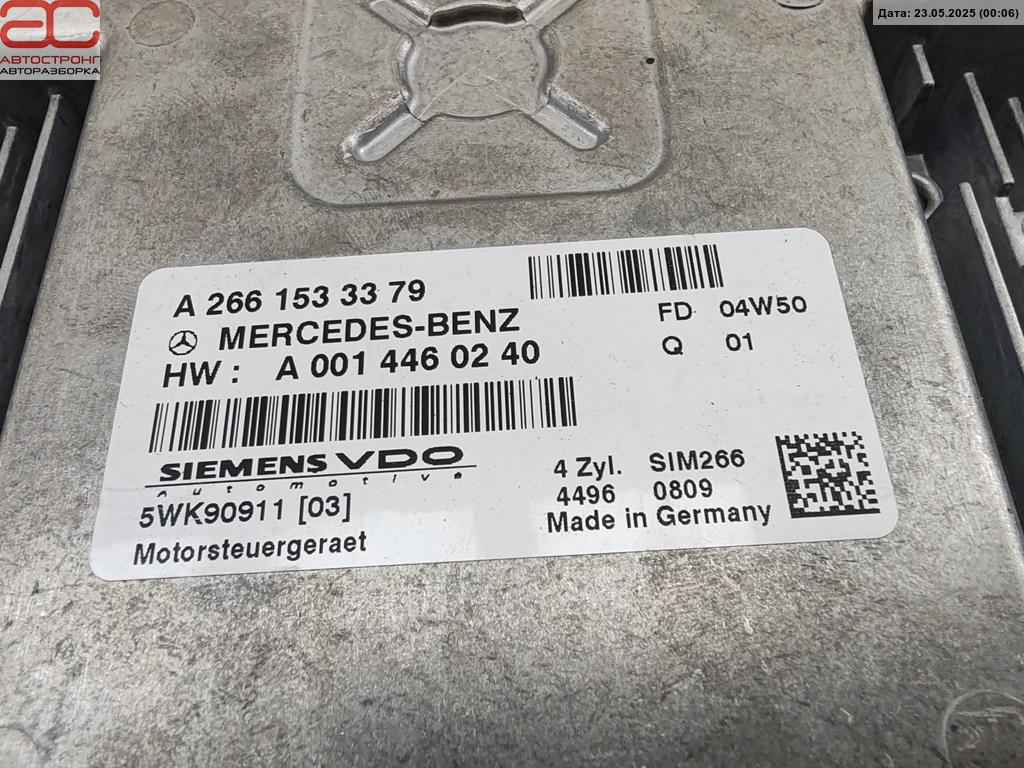 АВТОСТРОНГ
АВТОРАЗБОРКА
Дата: 23.05.2025 (00:06)
A 266 153 33 79
MERCEDES-BENZ
HW : A 001 446 02 40
FD 04W50
Q 01
SIEMENS VDO
Automotive
5WK90911 [03]
Motorsteuergeraet
4 Zyl. SIM266
4496 0809
Made in Germany